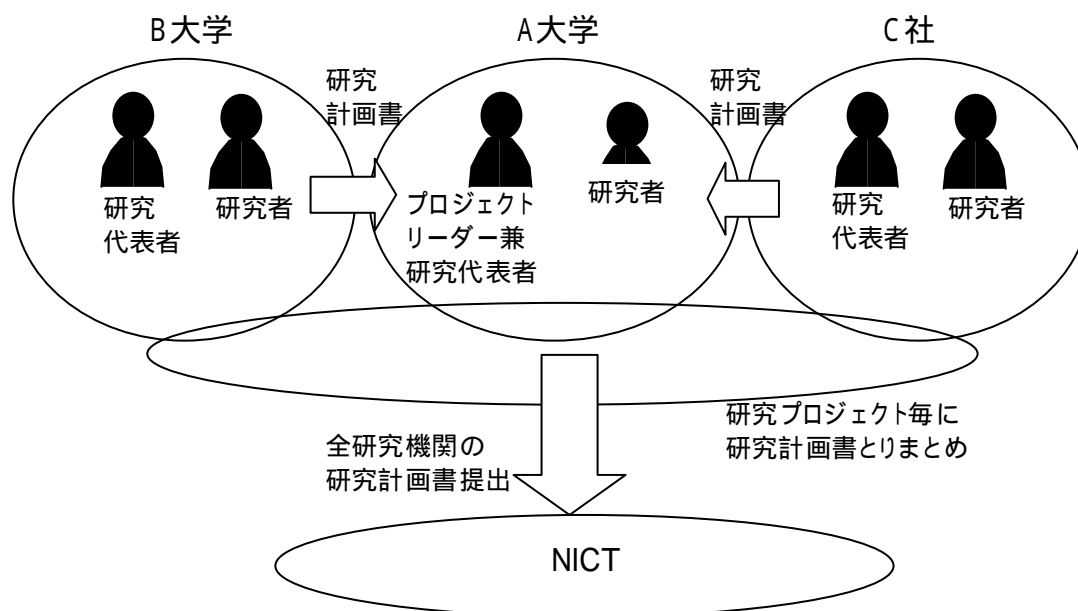 B大学
A大学
C社
研究
計画書
研究
計画書
研究
代表者
研究者
プロジェクト
リーダー兼
研究代表者
研究者
研究
代表者
研究者
全研究機関の
研究計画書提出
研究プロジェクト毎に
研究計画書とりまとめ
NICT